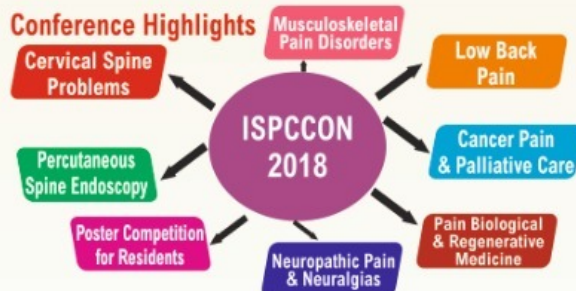 Conference Highlights
Musculoskeletal
Pain Disorders
Cervical Spine
Problems
Low Back
Pain
ISPCCON
2018
Percutaneous
Spine Endoscopy
Cancer Pain
& Palliative Care
Poster Competition
for Residents
Neuropathic Pain
& Neuralgias
Pain Biological
& Regenerative
Medicine